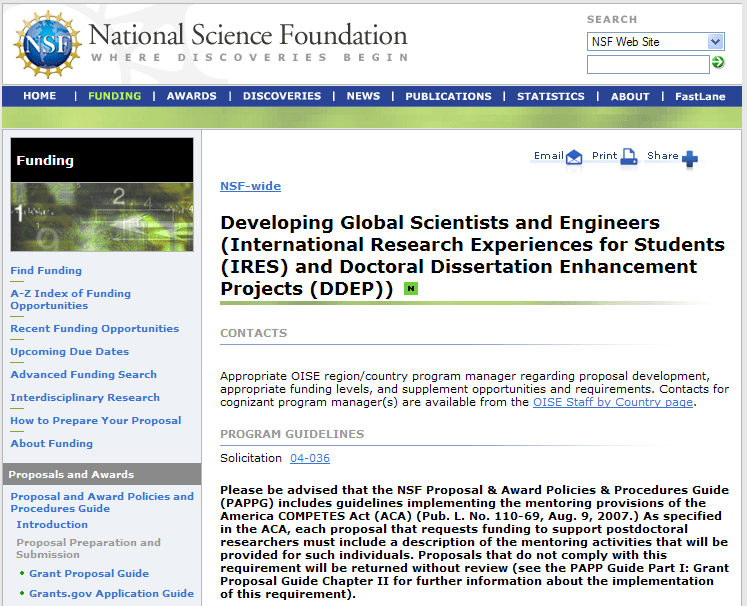 NSF
National Science Foundation
WHERE DISCOVERIES BEGIN
SEARCH
NSF Web Site
HOME | FUNDING | AWARDS | DISCOVERIES | NEWS | PUBLICATIONS | STATISTICS | ABOUT | FastLane
Funding
1 2 4
9
Find Funding
A-Z Index of Funding
Opportunities
Recent Funding Opportunities
Upcoming Due Dates
Advanced Funding Search
Interdisciplinary Research
How to Prepare Your Proposal
About Funding
Proposals and Awards
Proposal and Award Policies and
Procedures Guide
Introduction
Proposal Preparation and
Submission
Grant Proposal Guide
Grants.gov Application Guide
Email Print Share
NSF-wide
Developing Global Scientists and Engineers
(International Research Experiences for Students
(IRES) and Doctoral Dissertation Enhancement
Projects (DDEP)) N
CONTACTS
Appropriate OISE region/country program manager regarding proposal development,
appropriate funding levels, and supplement opportunities and requirements. Contacts for
cognizant program manager(s) are available from the OISE Staff by Country page.
PROGRAM GUIDELINES
Solicitation 04-036
Please be advised that the NSF Proposal & Award Policies & Procedures Guide
(PAPPG) includes guidelines implementing the mentoring provisions of the
America COMPETES Act (ACA) (Pub. L. No. 110-69, Aug. 9, 2007.) As specified
in the ACA, each proposal that requests funding to support postdoctoral
researchers must include a description of the mentoring activities that will be
provided for such individuals. Proposals that do not comply with this
requirement will be returned without review (see the PAPP Guide Part I: Grant
Proposal Guide Chapter II for further information about the implementation
of this requirement).